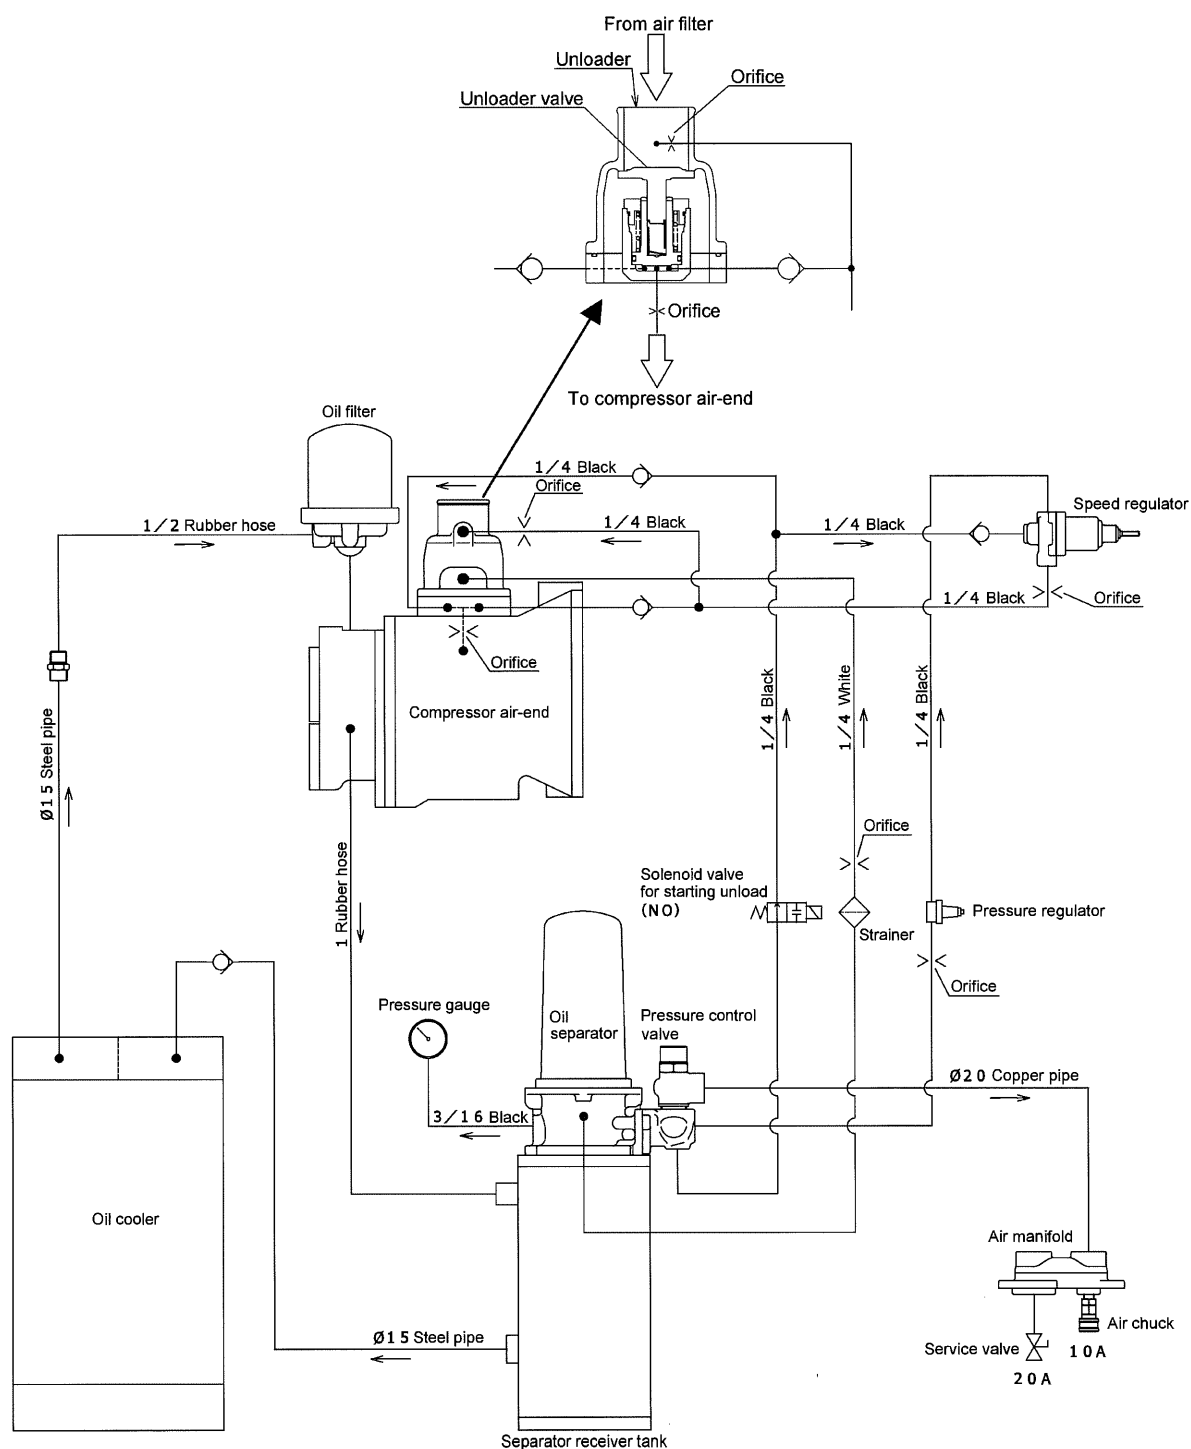 From air filter
Unloader
Orifice
Unloader valve
Orifice
To compressor air-end
Oil filter
1/4 Black
Orifice
1/4 Black
1/4 Black
Speed regulator
1/2 Rubber hose
1/4 Black
Orifice
Orifice
Compressor air-end
Ø15 Steel pipe
1/4 Black
1/4 White
1/4 Black
Orifice
1 Rubber hose
Solenoid valve
for starting unload
(NO)
Pressure regulator
Strainer
Orifice
Pressure gauge
Oil
separator
Pressure control
valve
Ø20 Copper pipe
3/16 Black
Oil cooler
Air manifold
Air chuck
10A
Service valve
20A
Ø15 Steel pipe
Separator receiver tank